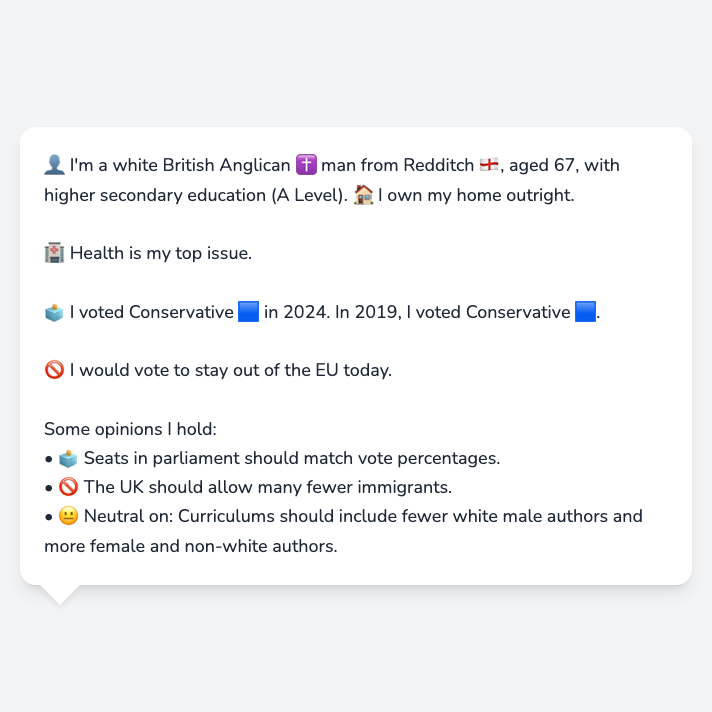 👤 I'm a white British Anglican ✝️ man from Redditch 🏴󠁧󠁢󠁥󠁮󠁧󠁿, aged 67, with
higher secondary education (A Level). 🏠 I own my home outright.
🏥 Health is my top issue.
🗳️ I voted Conservative 🟦 in 2024. In 2019, I voted Conservative 🟦.
🚫 I would vote to stay out of the EU today.
Some opinions I hold:
• 🗳️ Seats in parliament should match vote percentages.
• 🚫 The UK should allow many fewer immigrants.
• 😐 Neutral on: Curriculums should include fewer white male authors and
more female and non-white authors.